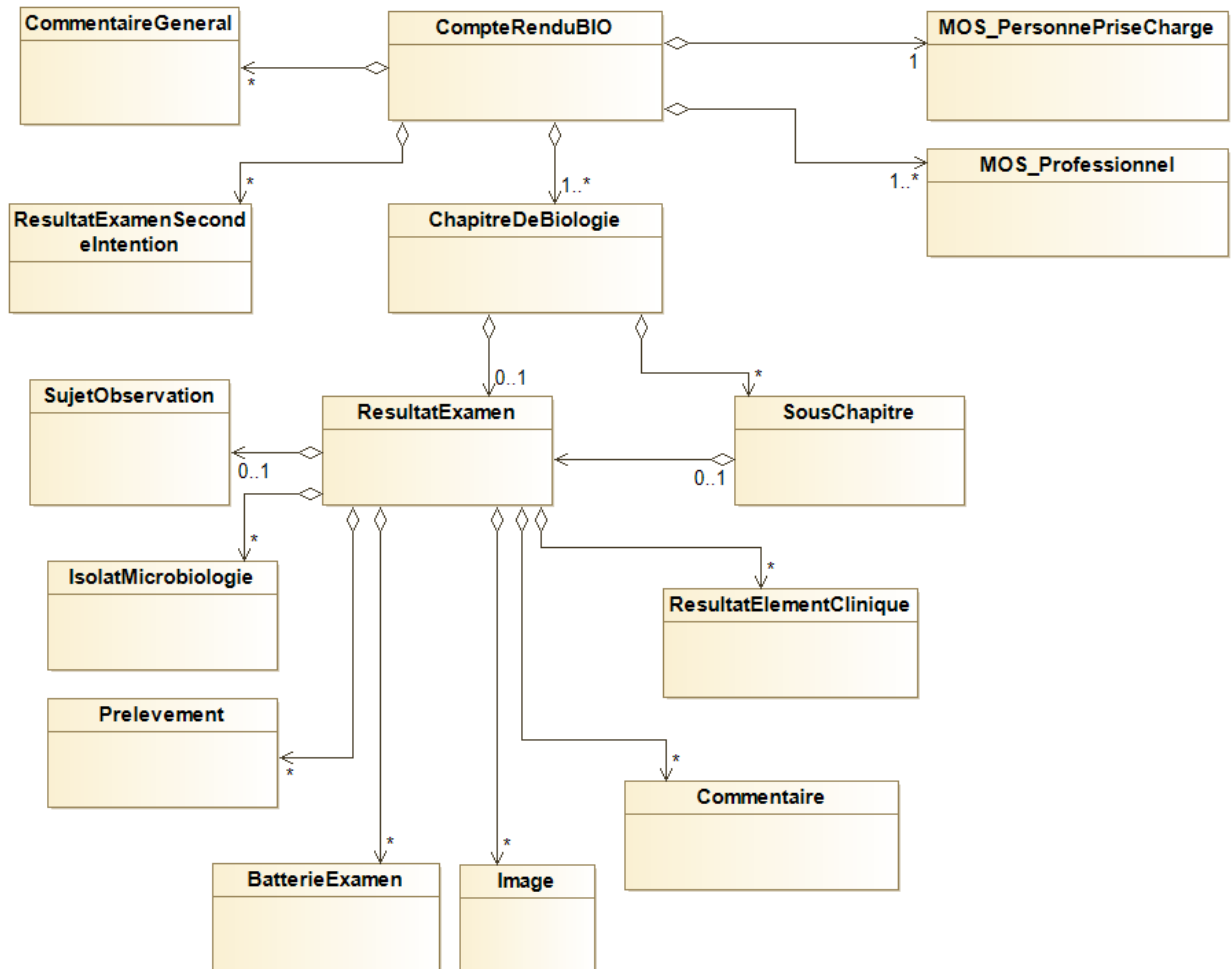 CommentaireGeneral
CompteRenduBIO
MOS_PersonnePriseCharge
*
1
MOS_Professionnel
*
1..*
1..*
ResultatExamenSecond
eIntention
ChapitreDeBiologie
0..1
*
SujetObservation
ResultatExamen
SousChapitre
0..1
0..1
*
IsolatMicrobiologie
*
ResultatElementClinique
Prelevement
*
*
Commentaire
*
*
BatterieExamen
Image